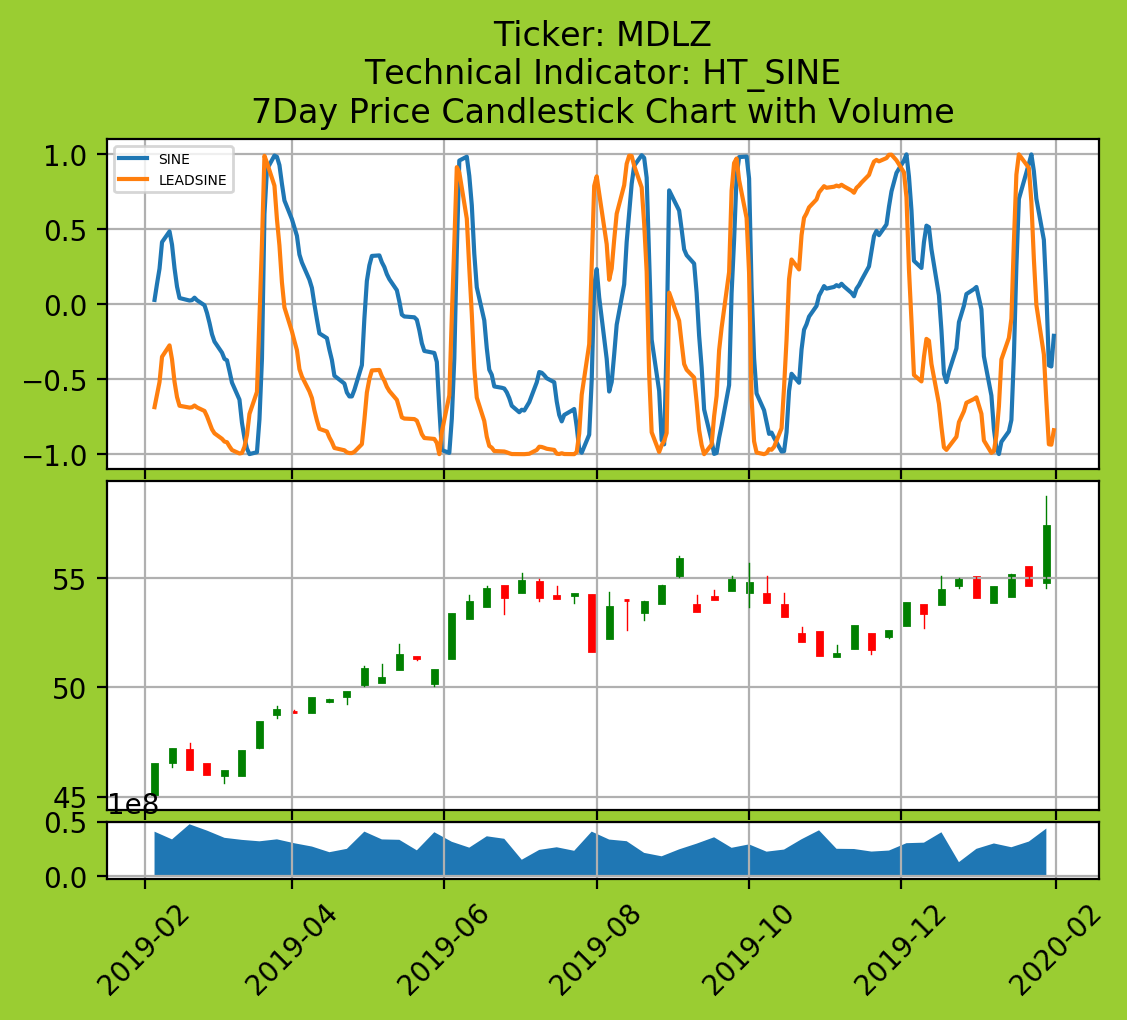 Ticker: MDLZ
Technical Indicator: HT_SINE
7Day Price Candlestick Chart with Volume
SINE
LEADSINE
1.0
0.5
0.0
−0.5
−1.0
55
50
45
1e8
0.5
0.0
2019-02
2019-04
2019-06
2019-08
2019-10
2019-12
2020-02